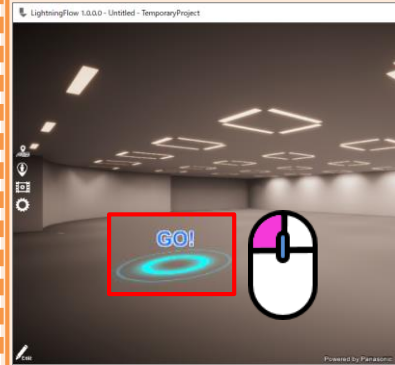 LightningFlow 1.0.0.0 - Untitled - TemporaryProject
GO!
Powered by Panasonic